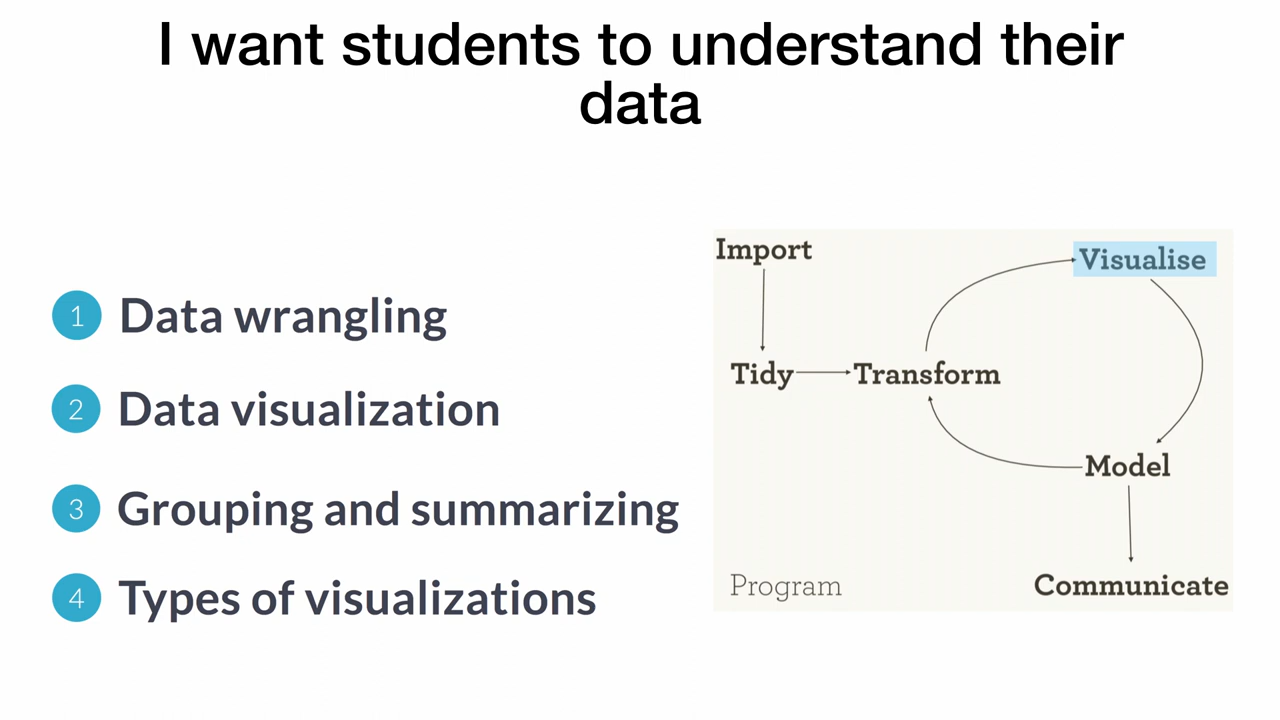 I want students to understand their
data
1 Data wrangling
2 Data visualization
3 Grouping and summarizing
4 Types of visualizations
Import
Visualise
Tidy
Transform
Model
Program
Communicate